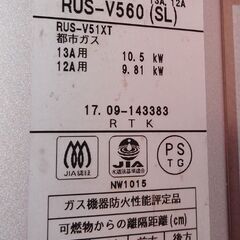 RUS-V560 (SL)
13A, 12A
RUS-V51XT
都市ガス
13A用 10.5 kW
12A用 9.81 kW
17.09-143383
RTK
JIA認証
JIA
PS
TG
NW1015
ガス機器防火性能評定品
可燃物からの離隔距離(cm)